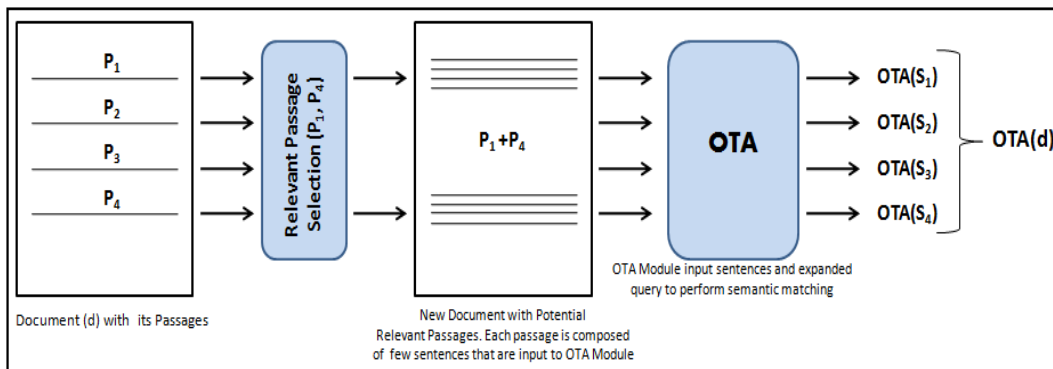 P1
P2
P3
P4
Document (d) with its Passages
Relevant Passage
Selection (P1, P4)
P1 +P4
New Document with Potential
Relevant Passages. Each passage is composed
of few sentences that are input to OTA Module
OTA
OTA Module input sentences and expanded
query to perform semantic matching
OTA(S1)
OTA(S2)
OTA(S3)
OTA(S4)
OTA(d)